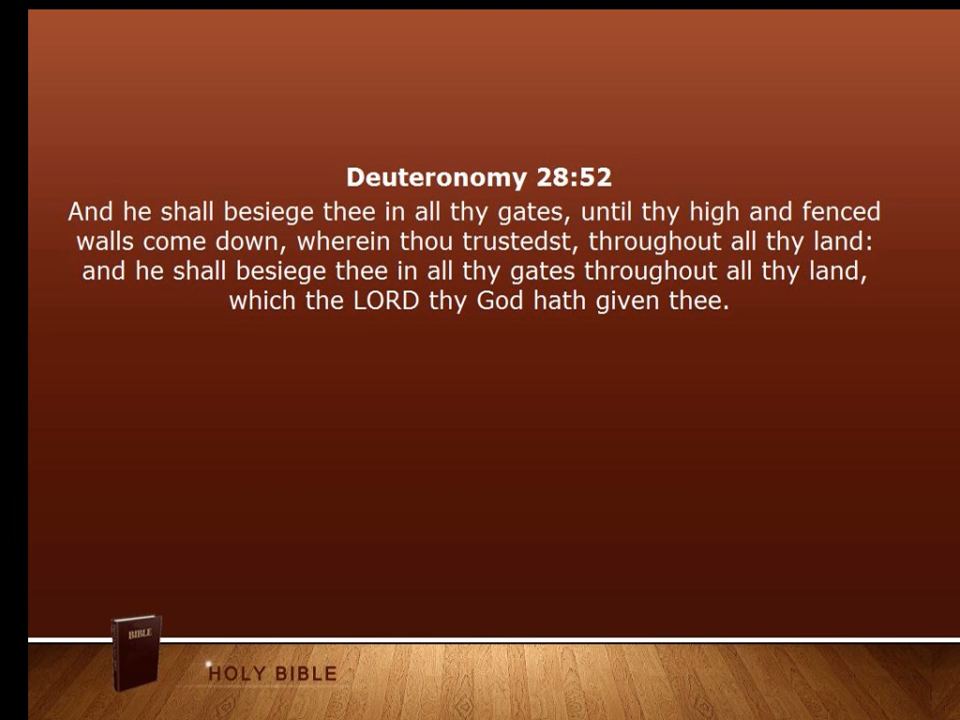 Deuteronomy 28:52
And he shall besiege thee in all thy gates, until thy high and fenced
walls come down, wherein thou trustedst, throughout all thy land:
and he shall besiege thee in all thy gates throughout all thy land,
which the LORD thy God hath given thee.
BIBLE
HOLY BIBLE